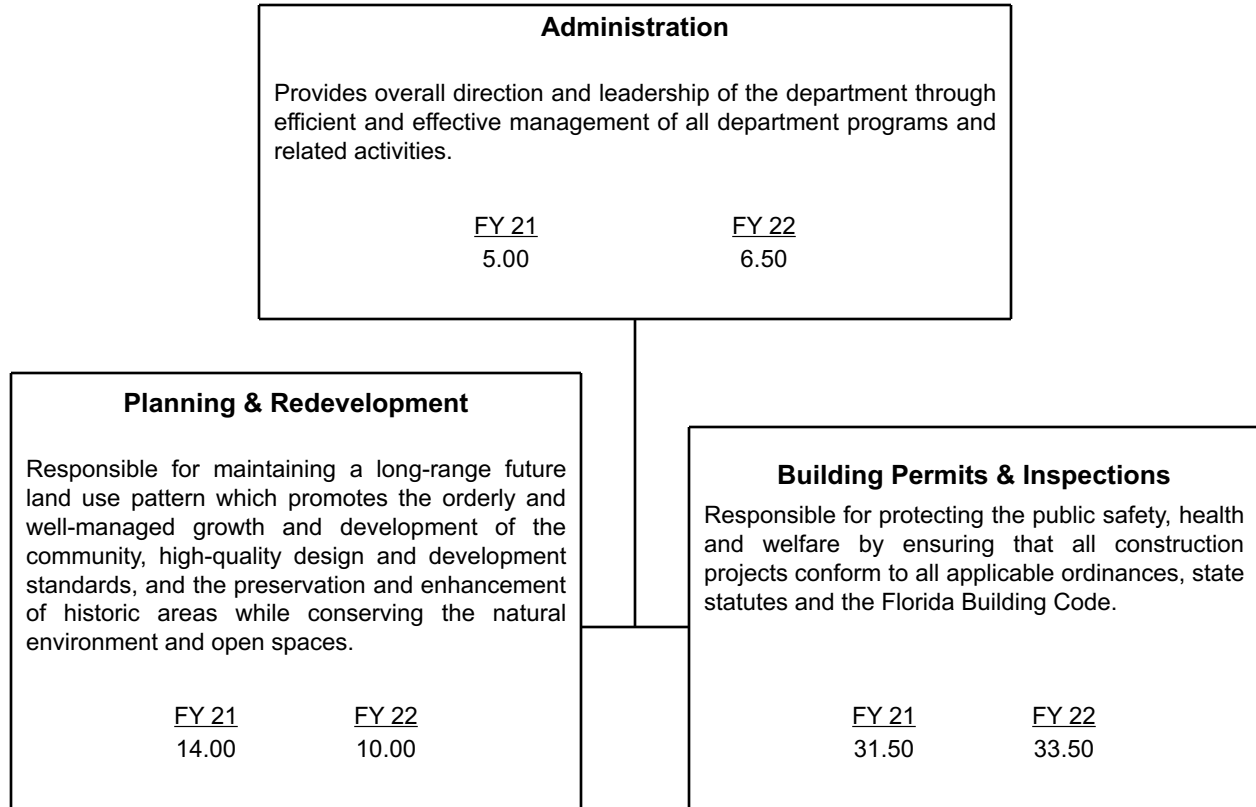 Administration
Provides overall direction and leadership of the department through
efficient and effective management of all department programs and
related activities.
FY 21 FY 22
5.00 6.50
Planning & Redevelopment
Responsible for maintaining a long-range future
land use pattern which promotes the orderly and
well-managed growth and development of the
community, high-quality design and development
standards, and the preservation and enhancement
of historic areas while conserving the natural
environment and open spaces.
FY 21 FY 22
14.00 10.00
Building Permits & Inspections
Responsible for protecting the public safety, health
and welfare by ensuring that all construction
projects conform to all applicable ordinances, state
statutes and the Florida Building Code.
FY 21 FY 22
31.50 33.50